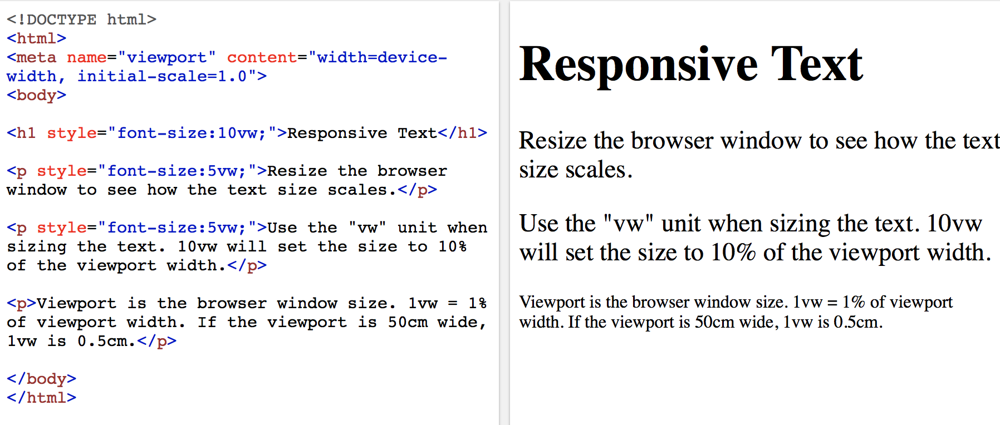 <!DOCTYPE html>
<html>
<meta name="viewport" content="width=device-
width, initial-scale=1.0">
<body>
<h1 style="font-size:10vw;">Responsive Text</h1>
<p style="font-size:5vw;">Resize the browser
window to see how the text size scales.</p>
<p style="font-size:5vw;">Use the "vw" unit when
sizing the text. 10vw will set the size to 10%
of the viewport width.</p>
<p>Viewport is the browser window size. 1vw = 1%
of viewport width. If the viewport is 50cm wide,
1vw is 0.5cm.</p>
</body>
</html>
Responsive Text
Resize the browser window to see how the text
size scales.
Use the "vw" unit when sizing the text. 10vw
will set the size to 10% of the viewport width.
Viewport is the browser window size. 1vw = 1% of viewport
width. If the viewport is 50cm wide, 1vw is 0.5cm.